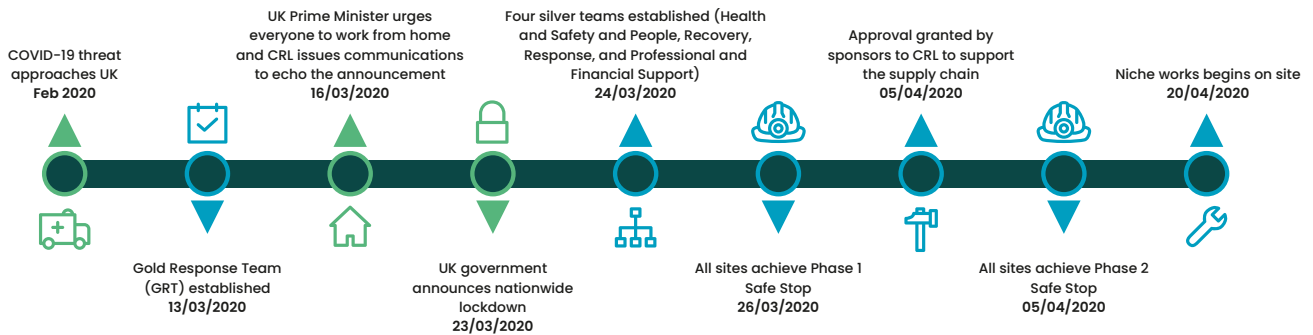 COVID-19 threat
approaches UK
Feb 2020
Gold Response Team
(GRT) established
13/03/2020
UK Prime Minister urges
everyone to work from home
and CRL issues communications
to echo the announcement
16/03/2020
UK government
announces nationwide
lockdown
23/03/2020
Four silver teams established (Health
and Safety and People, Recovery,
Response, and Professional and
Financial Support)
24/03/2020
All sites achieve Phase 1
Safe Stop
26/03/2020
Approval granted by
sponsors to CRL to support
the supply chain
05/04/2020
All sites achieve Phase 2
Safe Stop
05/04/2020
Niche works begins on site
20/04/2020